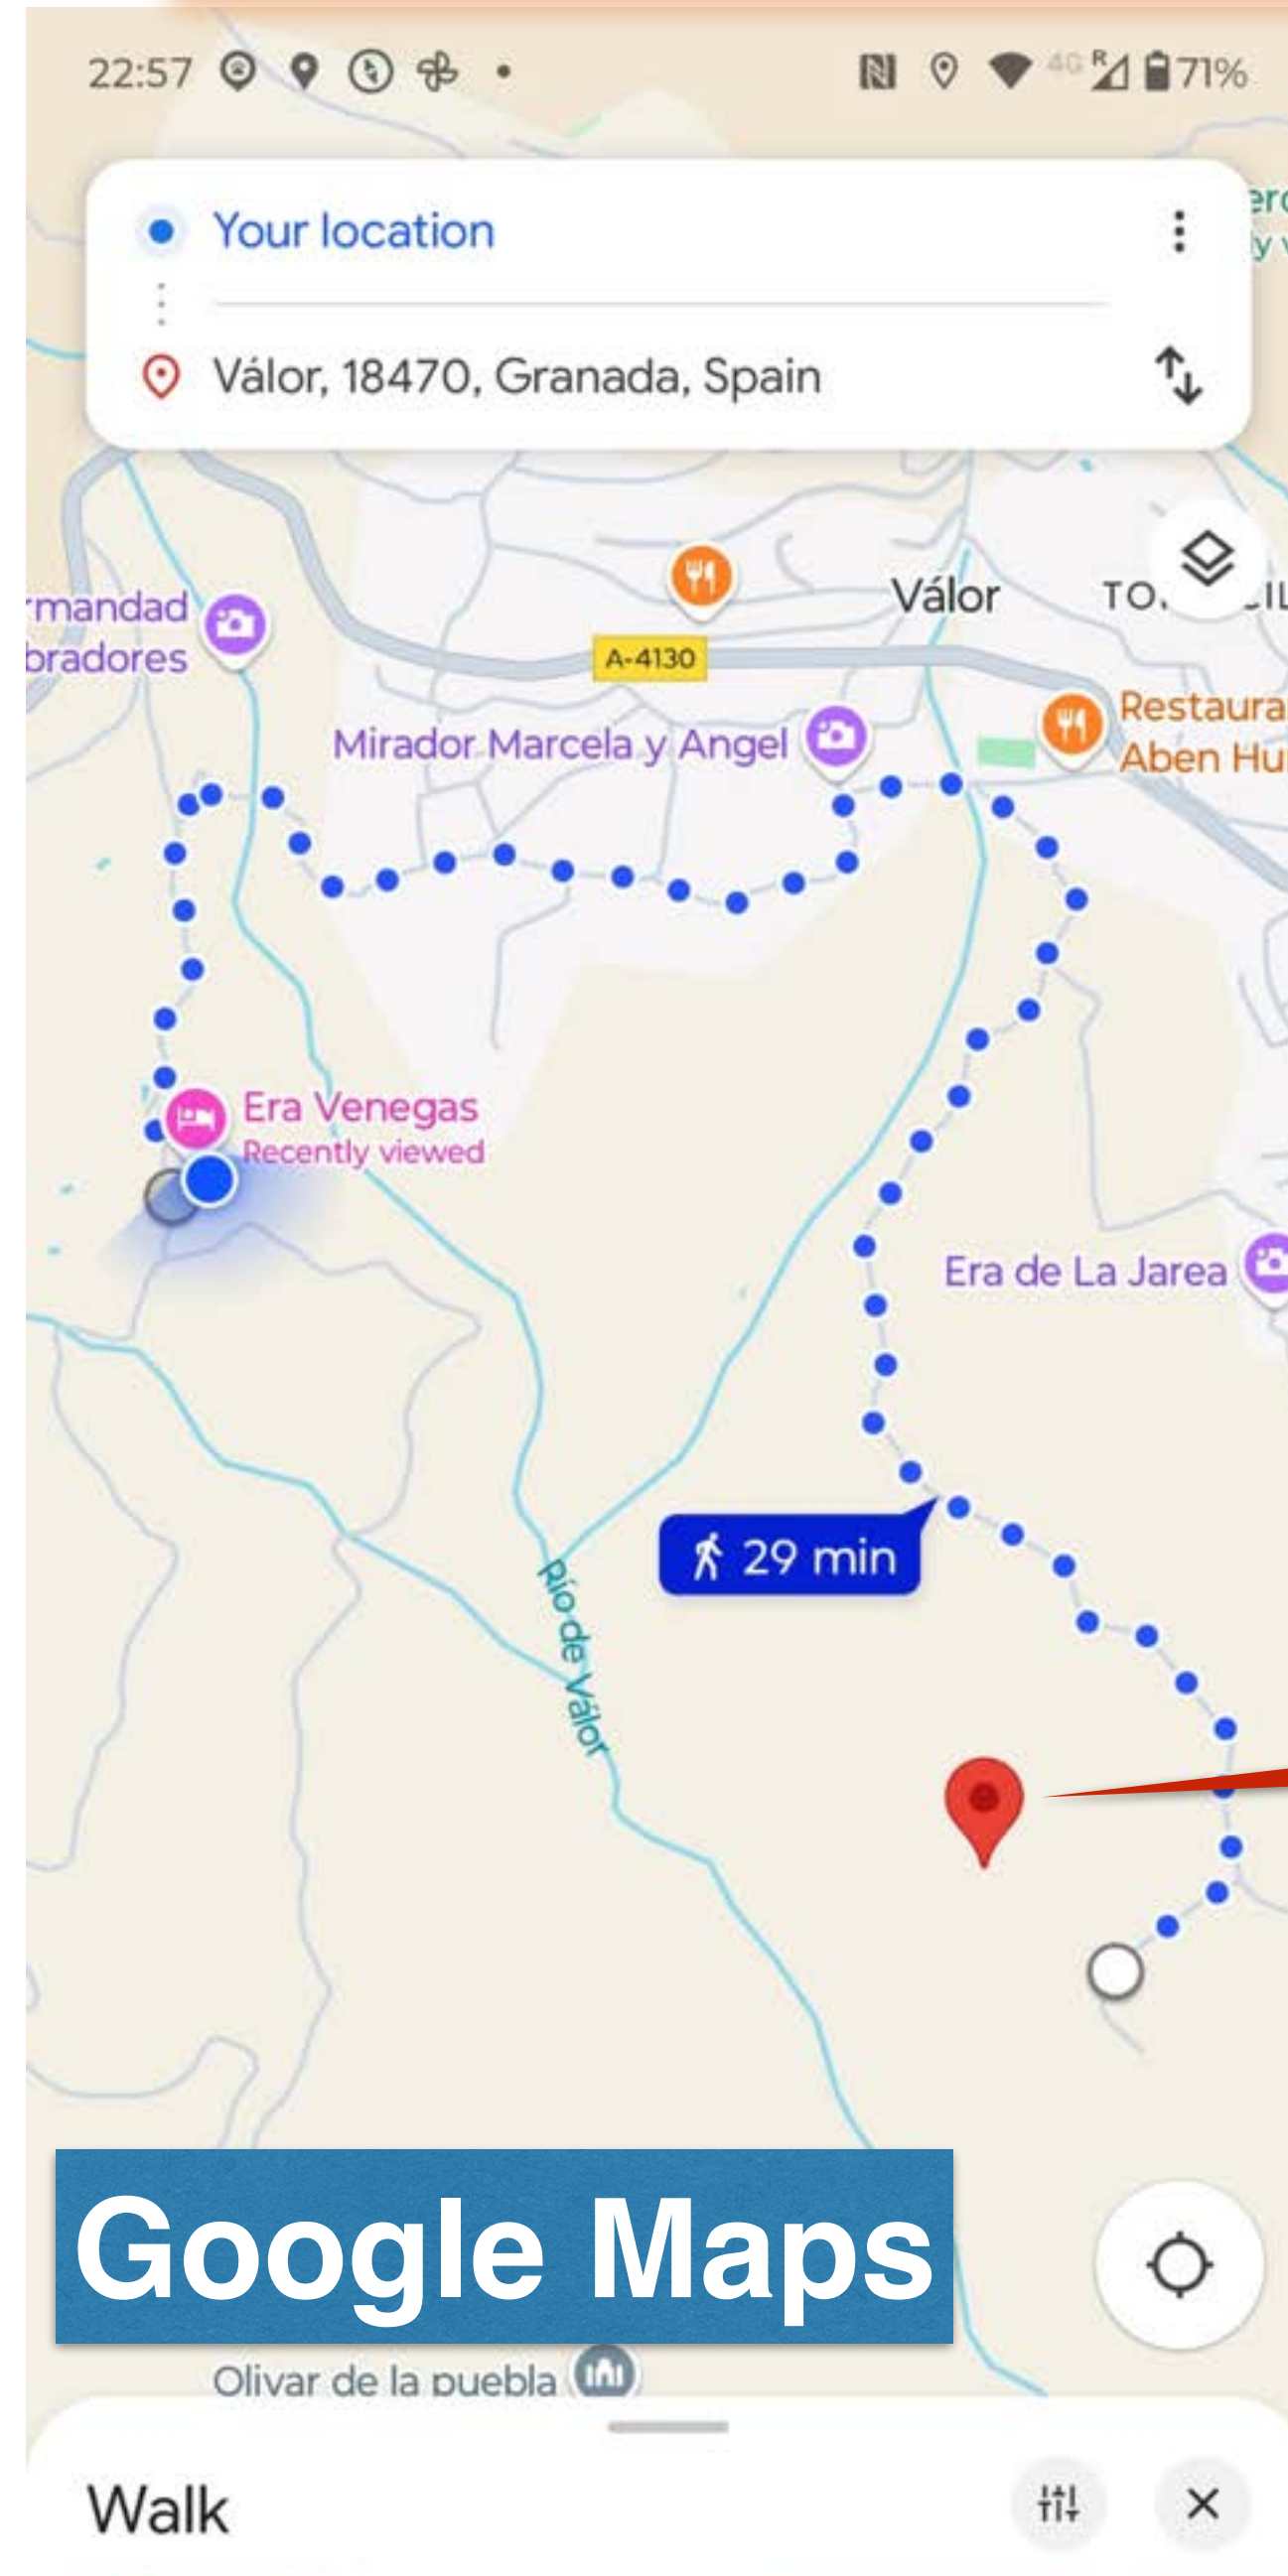 22:57
4G R 71%
Your location
Válor, 18470, Granada, Spain
Válor
A-4130
Mirador Marcela y Angel
Restaura
Aben Hu
Era Venegas
Recently viewed
Era de La Jarea
29 min
Río de Válor
Google Maps
Olivar de la puebla
Walk